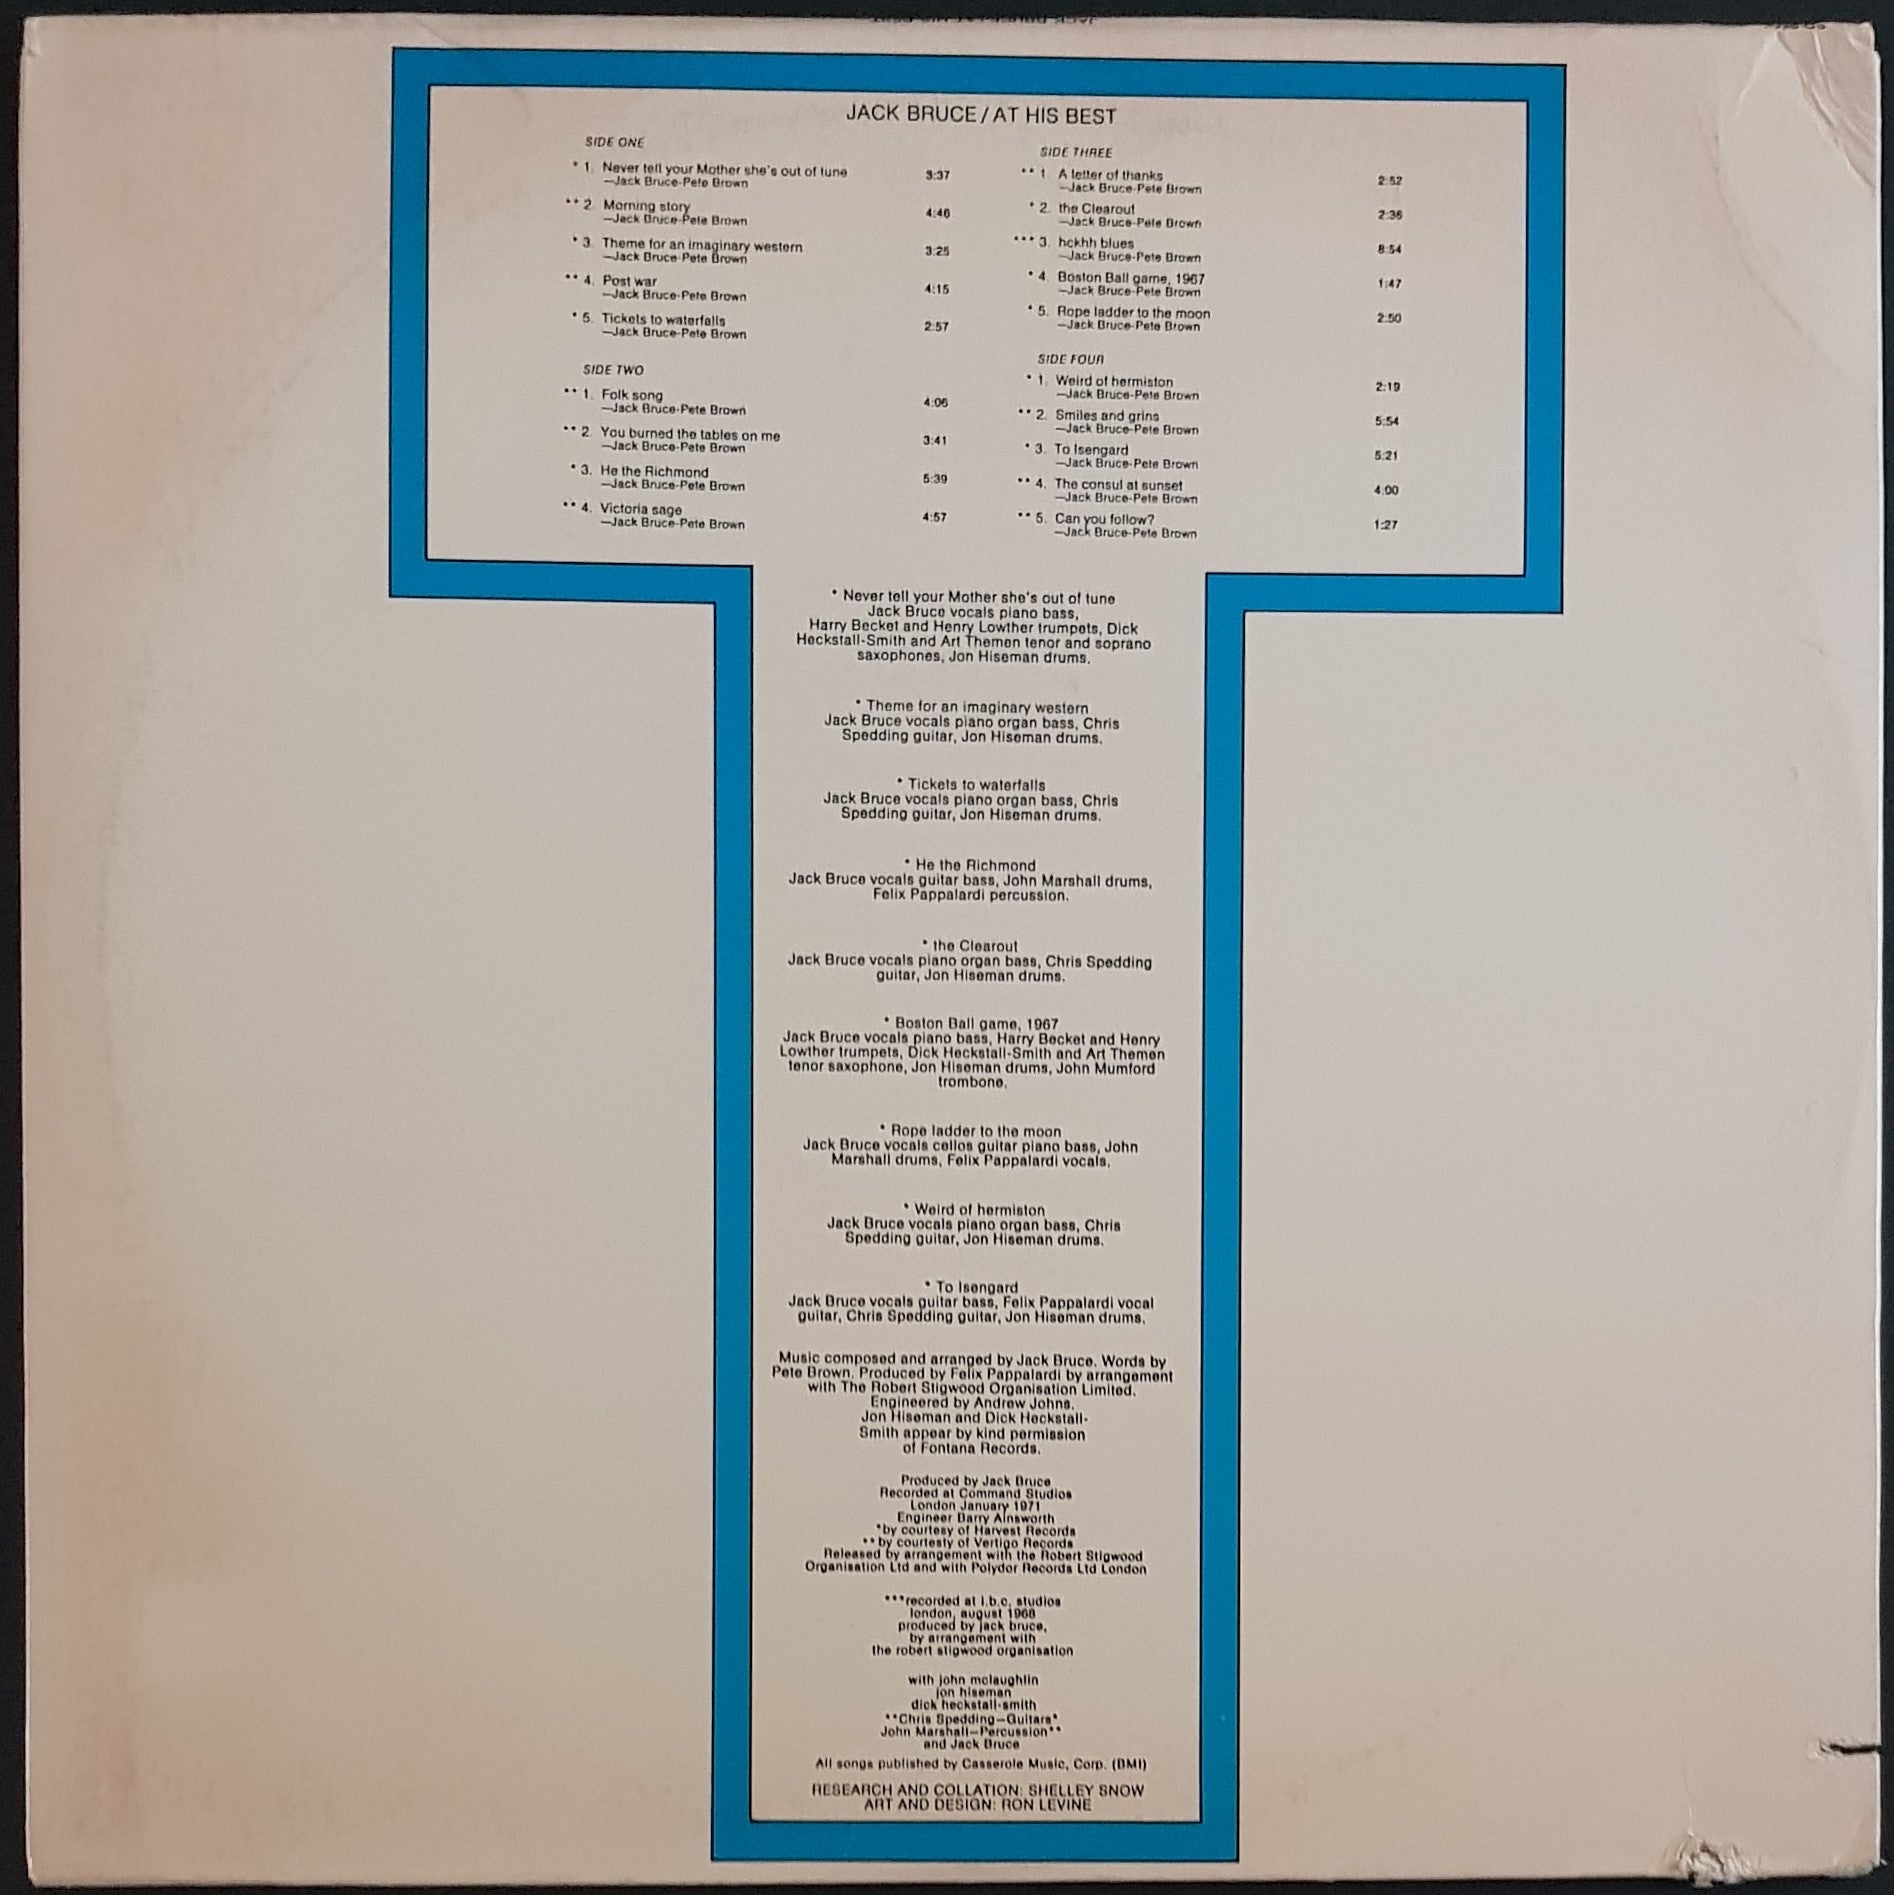 JACK BRUCE / AT HIS BEST
SIDE ONE
* 1. Never tell your Mother she's out of tune 3:37
—Jack Bruce-Pete Brown
** 2. Morning story 4:46
—Jack Bruce-Pete Brown
* 3. Theme for an imaginary western 3:25
—Jack Bruce-Pete Brown
** 4. Post war 4:15
—Jack Bruce-Pete Brown
* 5. Tickets to waterfalls 2:57
—Jack Bruce-Pete Brown
SIDE TWO
** 1. Folk song 4:06
—Jack Bruce-Pete Brown
** 2. You burned the tables on me 3:41
—Jack Bruce-Pete Brown
* 3. He the Richmond 5:39
—Jack Bruce-Pete Brown
** 4. Victoria sage 4:57
—Jack Bruce-Pete Brown
SIDE THREE
** 1. A letter of thanks 2:52
—Jack Bruce-Pete Brown
* 2. the Clearout 2:36
—Jack Bruce-Pete Brown
*** 3. hckhh blues 8:54
—Jack Bruce-Pete Brown
* 4. Boston Ball game, 1967 1:47
—Jack Bruce-Pete Brown
* 5. Rope ladder to the moon 2:50
—Jack Bruce-Pete Brown
SIDE FOUR
* 1. Weird of hermiston 2:19
—Jack Bruce-Pete Brown
** 2. Smiles and grins 5:54
—Jack Bruce-Pete Brown
* 3. To Isengard 5:21
—Jack Bruce-Pete Brown
** 4. The consul at sunset 4:00
—Jack Bruce-Pete Brown
** 5. Can you follow? 1:27
—Jack Bruce-Pete Brown
* Never tell your Mother she's out of tune
Jack Bruce vocals piano bass,
Harry Becket and Henry Lowther trumpets, Dick
Heckstall-Smith and Art Themen tenor and soprano
saxophones, Jon Hiseman drums.
* Theme for an imaginary western
Jack Bruce vocals piano organ bass, Chris
Spedding guitar, Jon Hiseman drums.
* Tickets to waterfalls
Jack Bruce vocals piano organ bass, Chris
Spedding guitar, Jon Hiseman drums.
* He the Richmond
Jack Bruce vocals guitar bass, John Marshall drums,
Felix Pappalardi percussion.
* the Clearout
Jack Bruce vocals piano organ bass, Chris Spedding
guitar, Jon Hiseman drums.
* Boston Ball game, 1967
Jack Bruce vocals piano bass, Harry Becket and Henry
Lowther trumpets, Dick Heckstall-Smith and Art Themen
tenor saxophone, Jon Hiseman drums, John Mumford
trombone.
* Rope ladder to the moon
Jack Bruce vocals cellos guitar piano bass, John
Marshall drums, Felix Pappalardi vocals.
* Weird of hermiston
Jack Bruce vocals piano organ bass, Chris
Spedding guitar, Jon Hiseman drums.
* To Isengard
Jack Bruce vocals guitar bass, Felix Pappalardi vocal
guitar, Chris Spedding guitar, Jon Hiseman drums.
Music composed and arranged by Jack Bruce. Words by
Pete Brown. Produced by Felix Pappalardi by arrangement
with The Robert Stigwood Organisation Limited.
Engineered by Andrew Johns.
Jon Hiseman and Dick Heckstall-
Smith appear by kind permission
of Fontana Records.
Produced by Jack Bruce
Recorded at Command Studios
London January 1971
Engineer Barry Ainsworth
*by courtesy of Harvest Records
**by courtesty of Vertigo Records
Released by arrangement with the Robert Stigwood
Organisation Ltd and with Polydor Records Ltd London
***recorded at i.b.c. studios
london, august 1968
produced by jack bruce,
by arrangement with
the robert stigwood organisation
with john mclaughlin
jon hiseman
dick heckstall-smith
**Chris Spedding—Guitars*
John Marshall—Percussion**
and Jack Bruce
All songs published by Casserole Music, Corp. (BMI)
RESEARCH AND COLLATION: SHELLEY SNOW
ART AND DESIGN: RON LEVINE